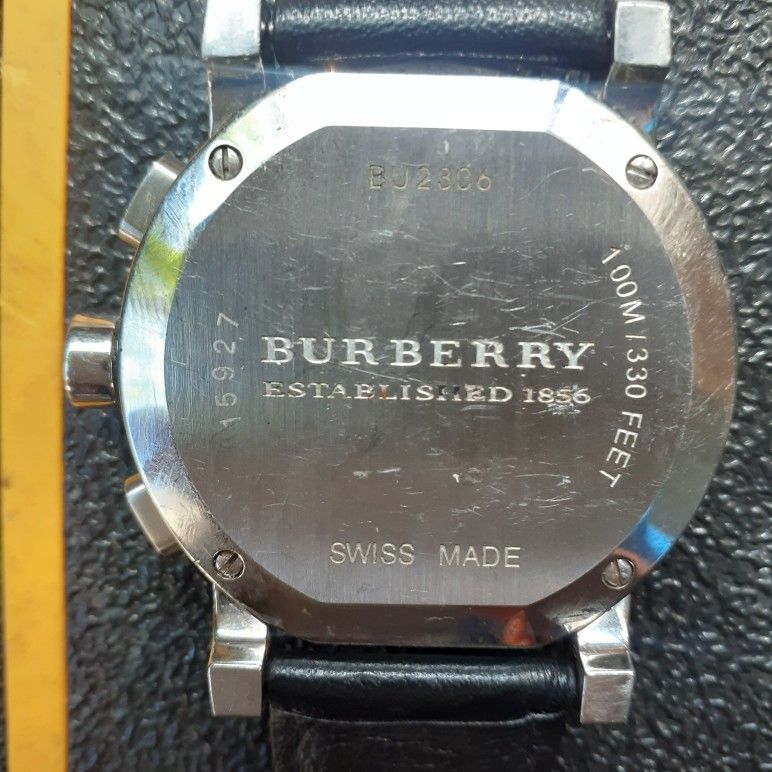 BU2306
100M / 330 FEET
BURBERRY
ESTABLISHED 1856
15927
SWISS MADE